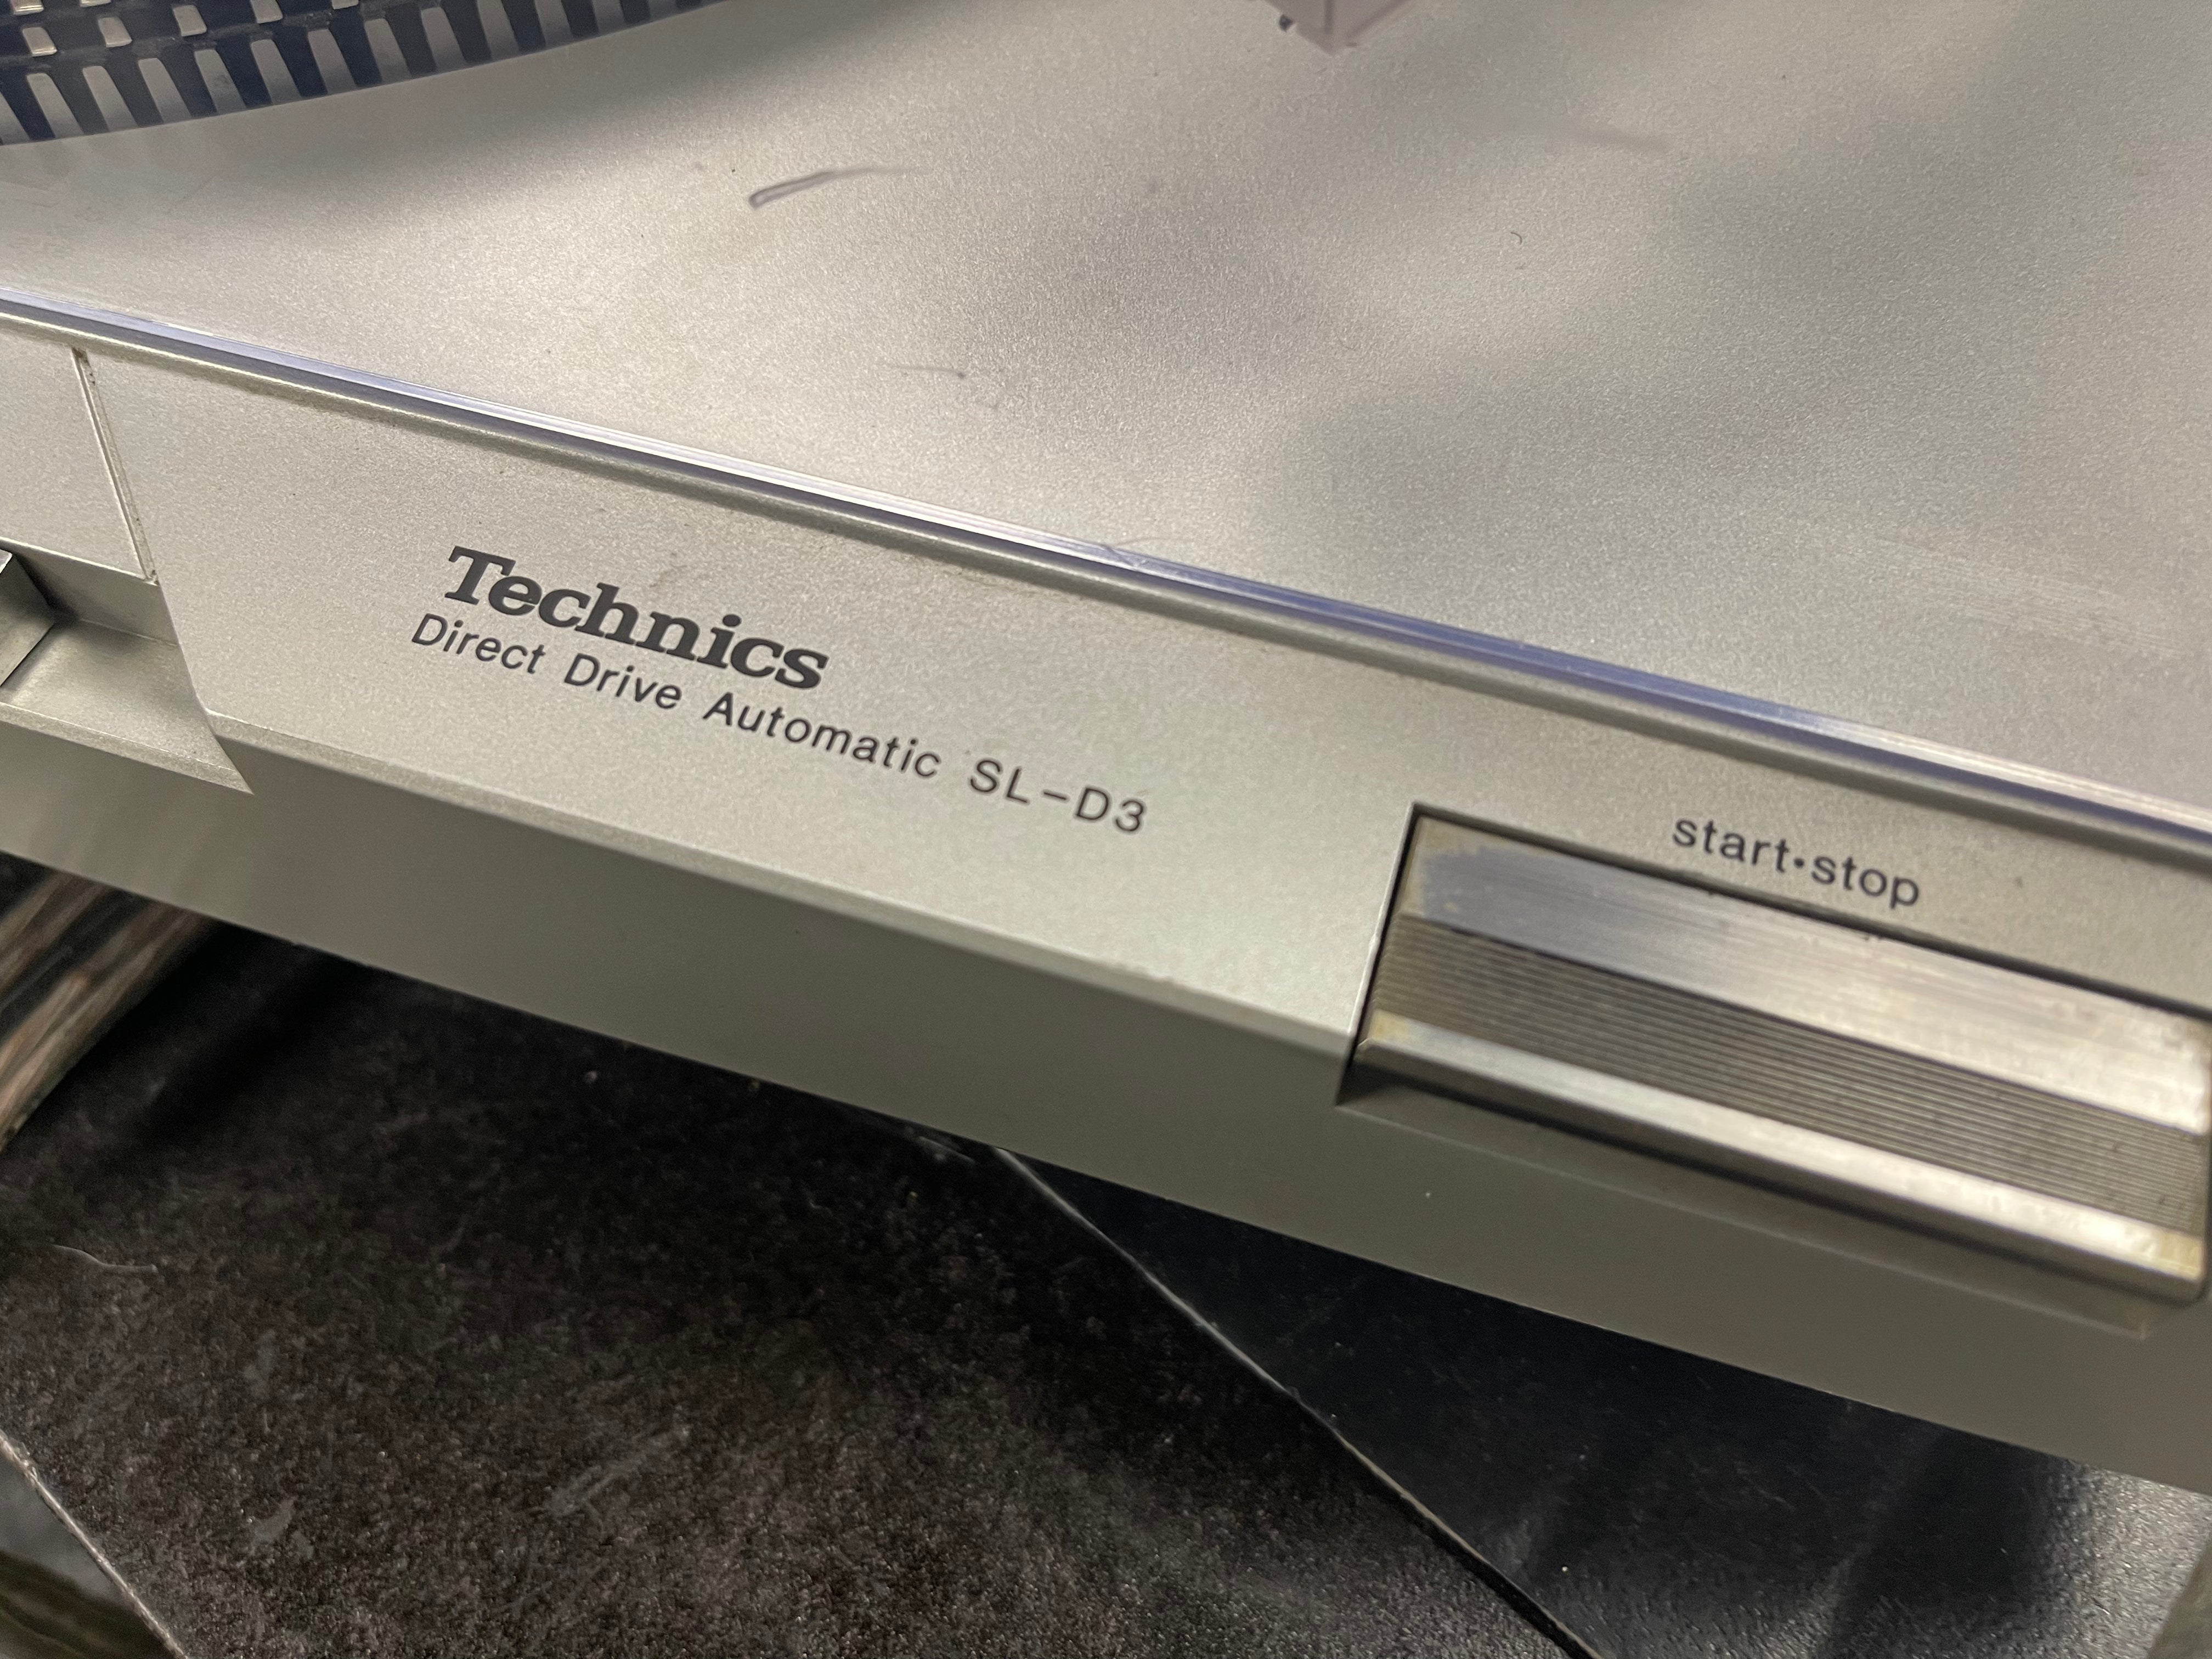 Technics
Direct Drive Automatic SL-D3
start•stop